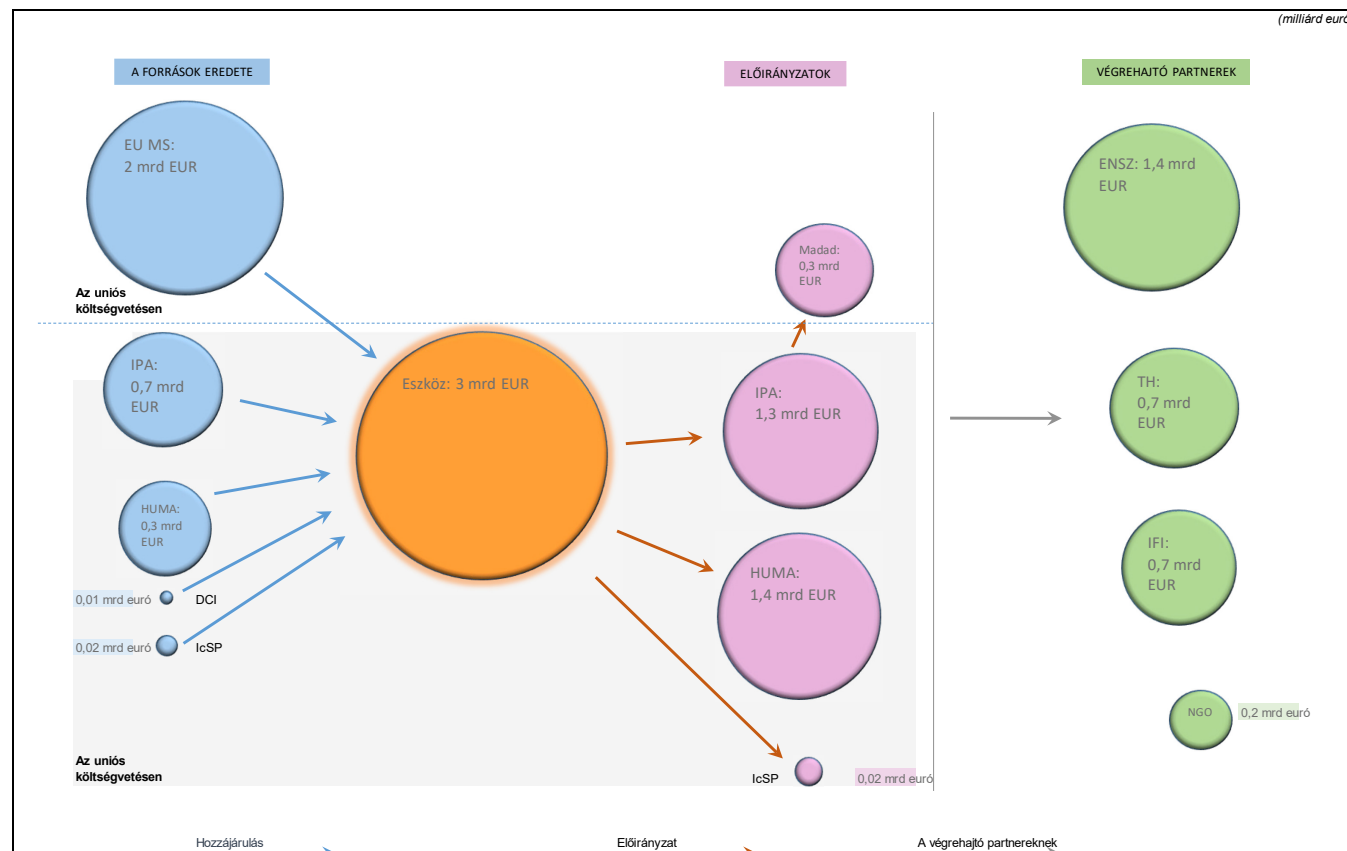 (milliárd euró
A FORRÁSOK EREDETE
ELŐIRÁNYZATOK
VÉGREHAJTÓ PARTNEREK
EU MS:
2 mrd EUR
Az uniós
költségvetésen
IPA:
0,7 mrd
EUR
HUMA:
0,3 mrd
EUR
0,01 mrd euró
DCI
0,02 mrd euró
IcSP
Az uniós
költségvetésen
Eszköz: 3 mrd EUR
Madad:
0,3 mrd
EUR
IPA:
1,3 mrd EUR
HUMA:
1,4 mrd EUR
IcSP
0,02 mrd euró
ENSZ: 1,4 mrd
EUR
TH:
0,7 mrd
EUR
IFI:
0,7 mrd
EUR
NGO
0,2 mrd euró
Hozzájárulás
Előirányzat
A végrehajtó partnereknek